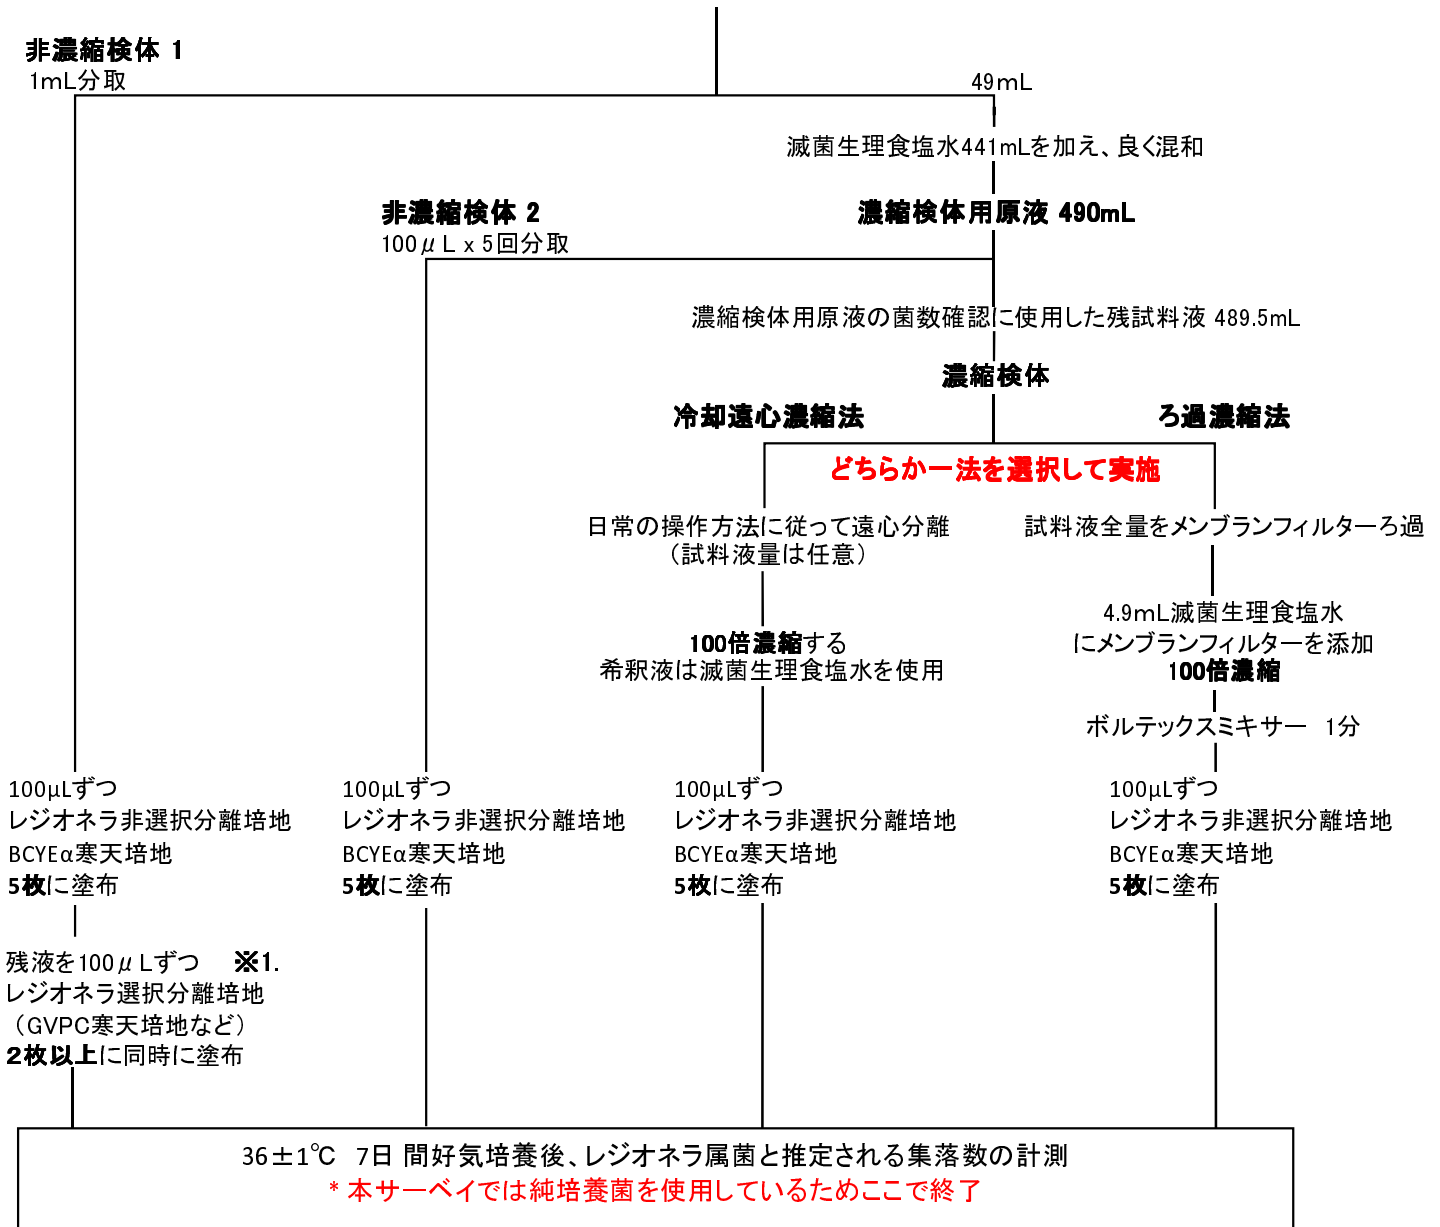 非濃縮検体 1
1mL分取
49mL
滅菌生理食塩水441mLを加え、良く混和
非濃縮検体 2
濃縮検体用原液 490mL
100μL x 5回分取
濃縮検体用原液の菌数確認に使用した残試料液 489.5mL
濃縮検体
冷却遠心濃縮法
ろ過濃縮法
どちらか一法を選択して実施
日常の操作方法に従って遠心分離
（試料液量は任意）
100倍濃縮する
希釈液は滅菌生理食塩水を使用
試料液全量をメンブランフィルターろ過
4.9mL滅菌生理食塩水
にメンブランフィルターを添加
100倍濃縮
ボルテックスミキサー 1分
100μLずつ
レジオネラ非選択分離培地
BCYEα寒天培地
5枚に塗布
残液を100μLずつ ※1.
レジオネラ選択分離培地
（GVPC寒天培地など）
2枚以上に同時に塗布
100μLずつ
レジオネラ非選択分離培地
BCYEα寒天培地
5枚に塗布
100μLずつ
レジオネラ非選択分離培地
BCYEα寒天培地
5枚に塗布
100μLずつ
レジオネラ非選択分離培地
BCYEα寒天培地
5枚に塗布
36±1℃ 7日 間好気培養後、レジオネラ属菌と推定される集落数の計測
* 本サーベイでは純培養菌を使用しているためここで終了